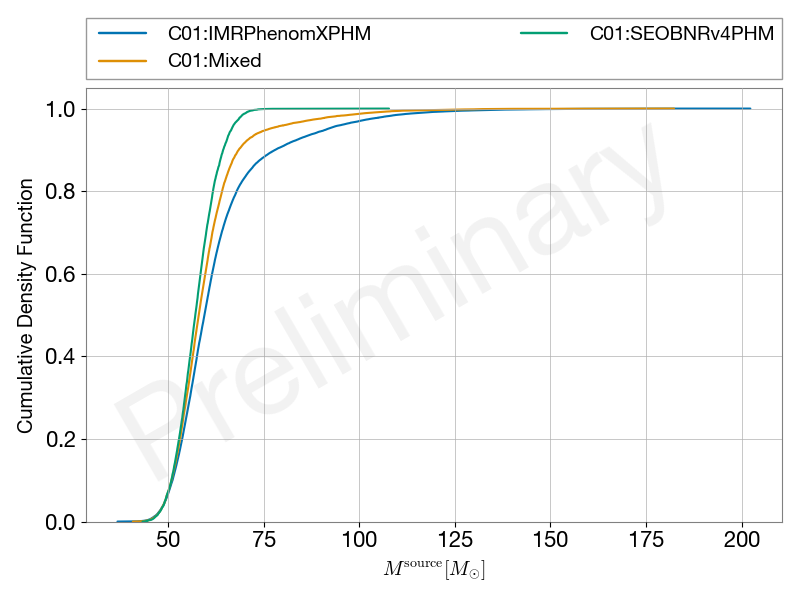 C01:IMRPhenomXPHM
C01:SEOBNRv4PHM
C01:Mixed
Preliminary
Cumulative Density Function
1.0
0.8
0.6
0.4
0.2
0.0
50 75 100 125 150 175 200
M^source [M_⊙]